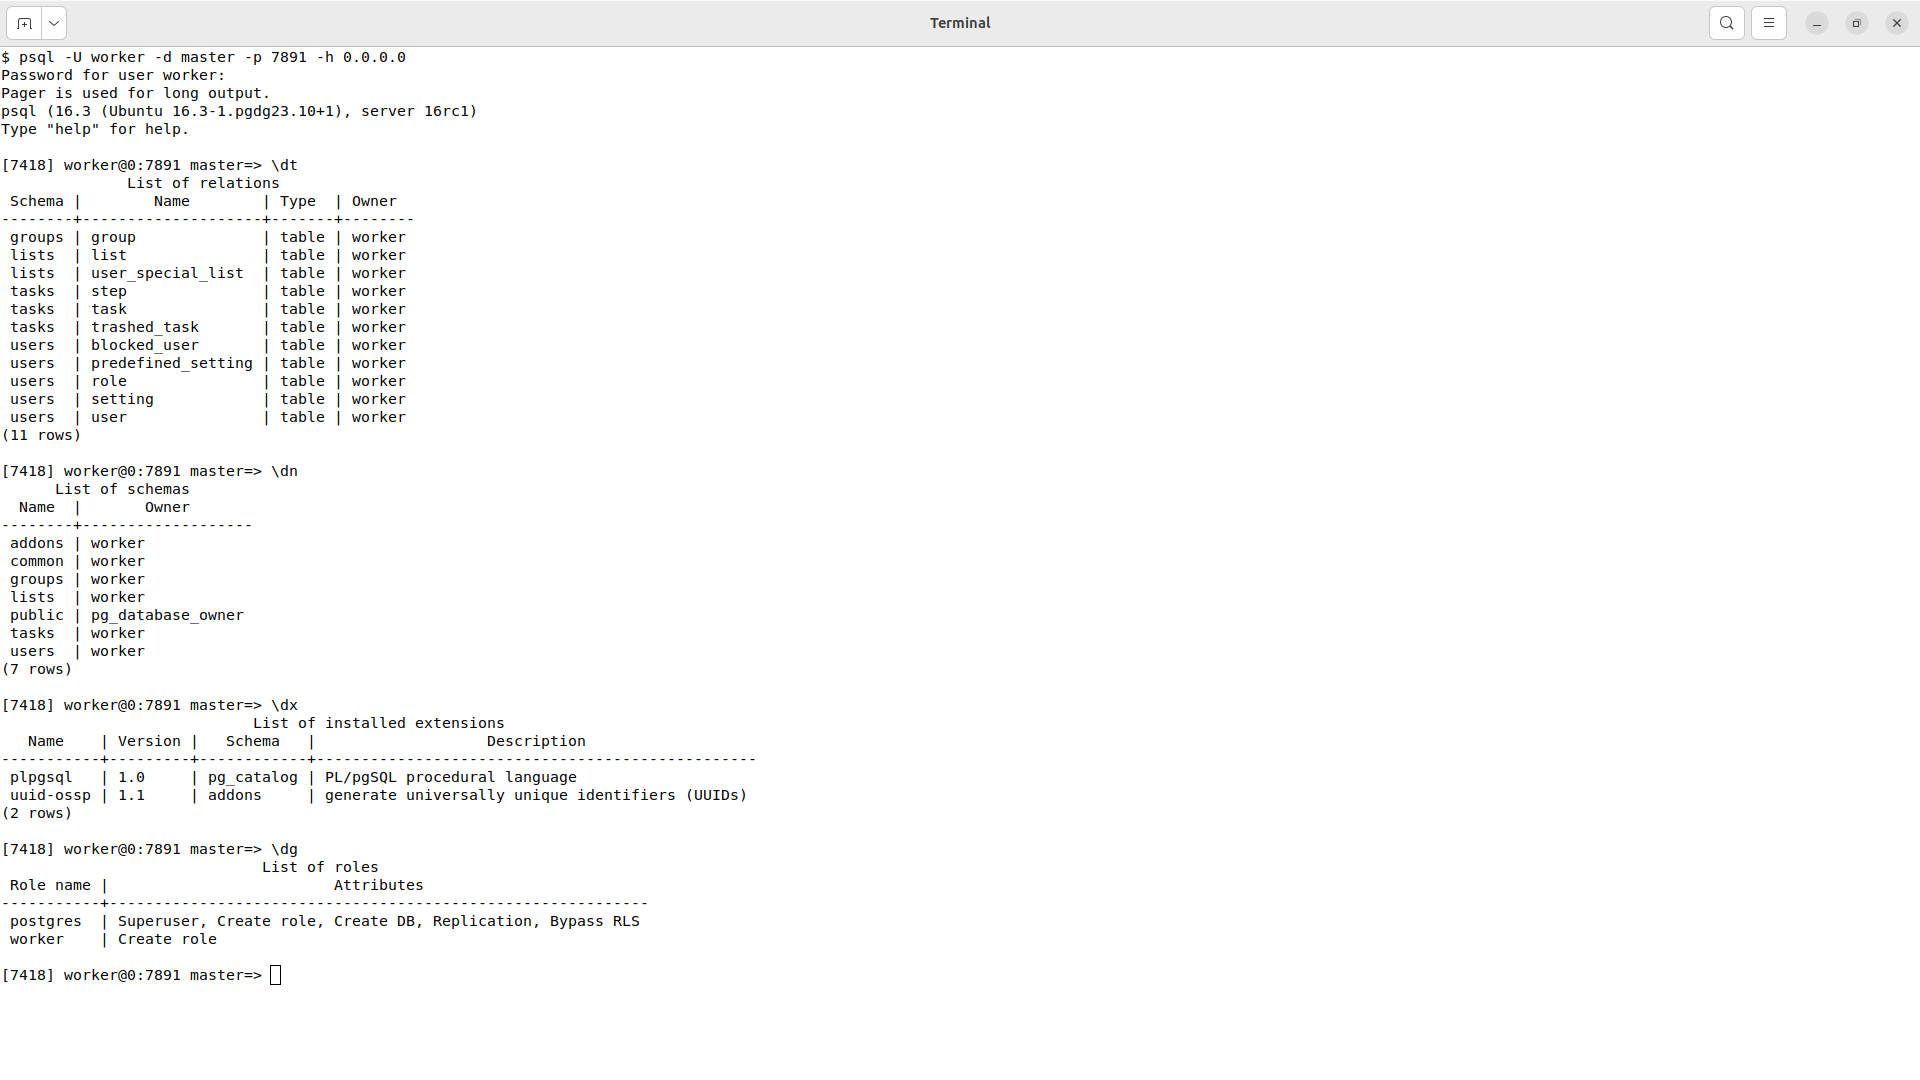 Terminal
$ psql -U worker -d master -p 7891 -h 0.0.0.0
Password for user worker:
Pager is used for long output.
psql (16.3 (Ubuntu 16.3-1.pgdg23.10+1), server 16rc1)
Type "help" for help.

[7418] worker@0:7891 master=> \dt
              List of relations
 Schema |        Name        | Type  | Owner
--------+--------------------+-------+--------
 groups | group              | table | worker
 lists  | list               | table | worker
 lists  | user_special_list  | table | worker
 tasks  | step               | table | worker
 tasks  | task               | table | worker
 tasks  | trashed_task       | table | worker
 users  | blocked_user       | table | worker
 users  | predefined_setting | table | worker
 users  | role               | table | worker
 users  | setting            | table | worker
 users  | user               | table | worker
(11 rows)

[7418] worker@0:7891 master=> \dn
      List of schemas
  Name  |       Owner
--------+-------------------
 addons | worker
 common | worker
 groups | worker
 lists  | worker
 public | pg_database_owner
 tasks  | worker
 users  | worker
(7 rows)

[7418] worker@0:7891 master=> \dx
                            List of installed extensions
   Name    | Version |   Schema   |                   Description
-----------+---------+------------+-------------------------------------------------
 plpgsql   | 1.0     | pg_catalog | PL/pgSQL procedural language
 uuid-ossp | 1.1     | addons     | generate universally unique identifiers (UUIDs)
(2 rows)

[7418] worker@0:7891 master=> \dg
                             List of roles
 Role name |                         Attributes
-----------+------------------------------------------------------------
 postgres  | Superuser, Create role, Create DB, Replication, Bypass RLS
 worker    | Create role

[7418] worker@0:7891 master=>